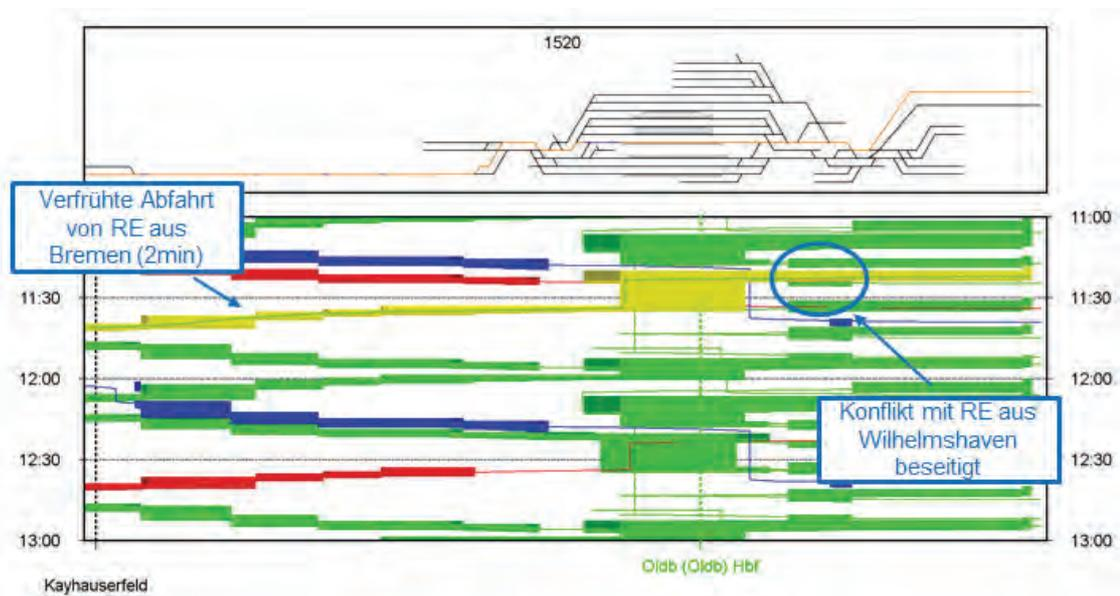 1520
Verfrühte Abfahrt
von RE aus
Bremen (2min)
11:00
11:00
11:30
11:30
12:00
12:00
Konflikt mit RE aus
Wilhelmshaven
beseitigt
12:30
12:30
13:00
13:00
Oldb (Oldb) Hbf
Kayhauserfeld